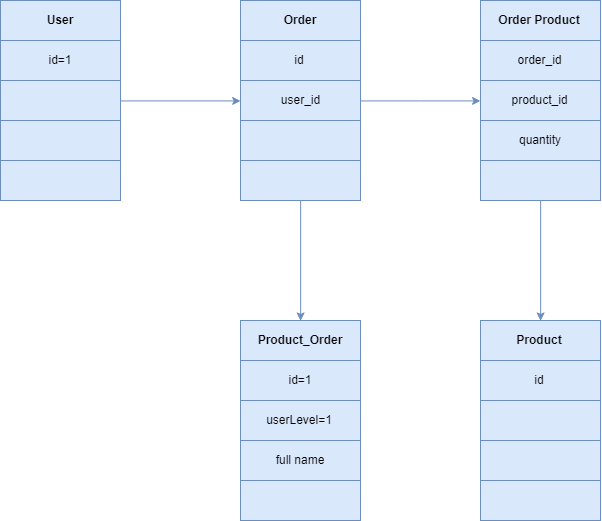 User
id=1
Order
id
user_id
Order Product
order_id
product_id
quantity
Product_Order
id=1
userLevel=1
full name
Product
id